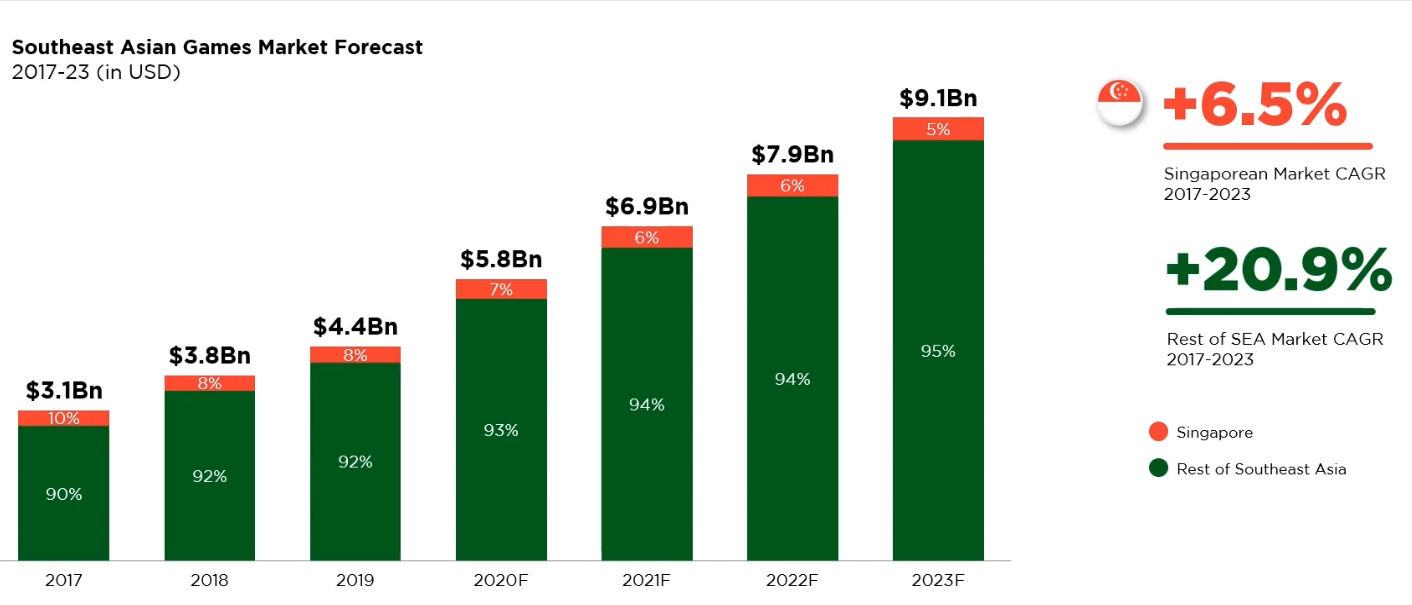 Southeast Asian Games Market Forecast
2017-23 (in USD)
$3.1Bn
10%
90%
2017
$3.8Bn
8%
92%
2018
$4.4Bn
8%
92%
2019
$5.8Bn
7%
93%
2020F
$6.9Bn
6%
94%
2021F
$7.9Bn
6%
94%
2022F
$9.1Bn
5%
95%
2023F
+6.5%
Singaporean Market CAGR
2017-2023
+20.9%
Rest of SEA Market CAGR
2017-2023
Singapore
Rest of Southeast Asia